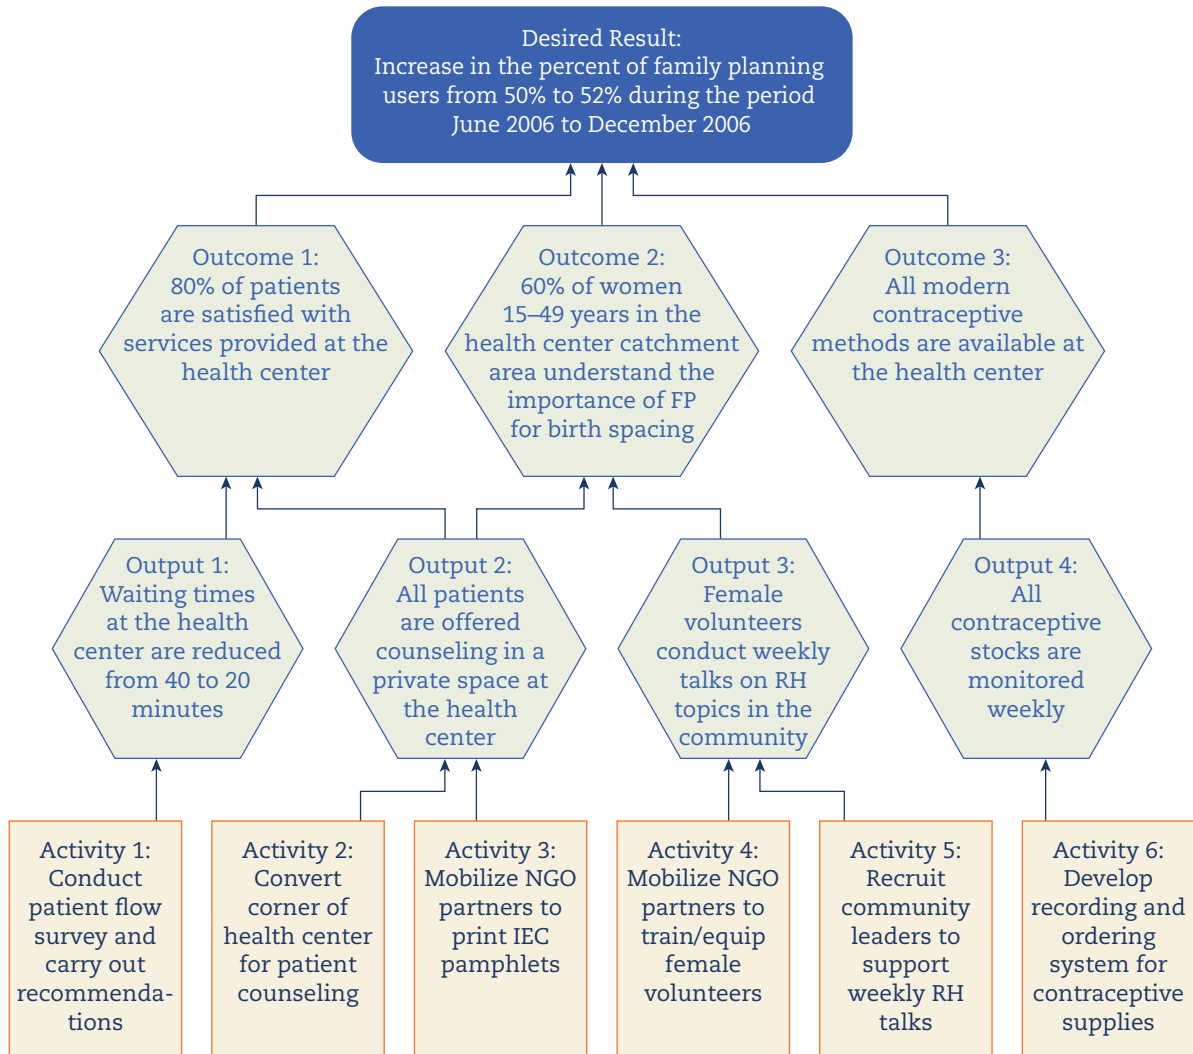 Desired Result:
Increase in the percent of family planning
users from 50% to 52% during the period
June 2006 to December 2006
Outcome 1:
80% of patients
are satisfied with
services provided at the
health center
Outcome 2:
60% of women
15–49 years in the
health center catchment
area understand the
importance of FP
for birth spacing
Outcome 3:
All modern
contraceptive
methods are available at
the health center
Output 1:
Waiting times
at the health
center are reduced
from 40 to 20
minutes
Output 2:
All patients
are offered
counseling in a
private space at
the health
center
Output 3:
Female
volunteers
conduct weekly
talks on RH
topics in the
community
Output 4:
All
contraceptive
stocks are
monitored
weekly
Activity 1:
Conduct
patient flow
survey and
carry out
recommenda-
tions
Activity 2:
Convert
corner of
health center
for patient
counseling
Activity 3:
Mobilize NGO
partners to
print IEC
pamphlets
Activity 4:
Mobilize NGO
partners to
train/equip
female
volunteers
Activity 5:
Recruit
community
leaders to
support
weekly RH
talks
Activity 6:
Develop
recording and
ordering
system for
contraceptive
supplies